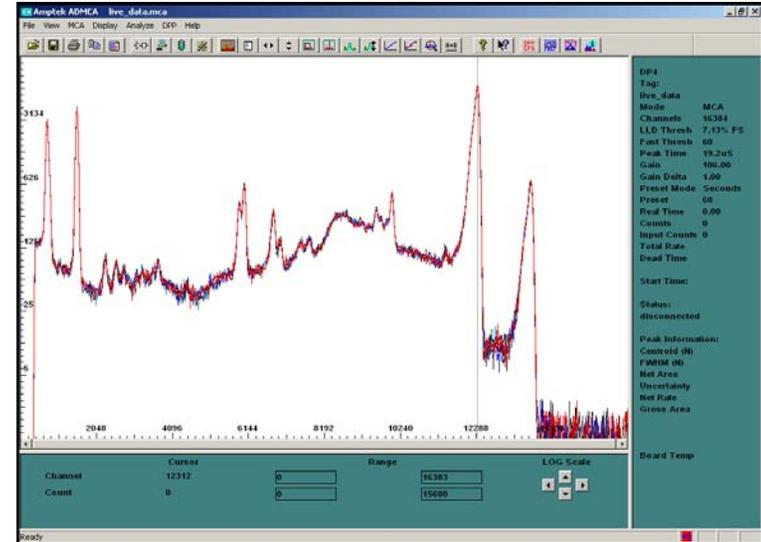 Amptek ADMCA live_data.mca
File View MCA Display Analyze DPP Help
3134
626
125
25
5
2048 4096 6144 8192 10240 12288
DP4
Tag:
live_data
Mode MCA
Channels 16384
LLD Thresh 7.13% FS
Fast Thresh 60
Peak Time 19.2uS
Gain 106.00
Gain Delta 1.00
Preset Mode Seconds
Preset 60
Real Time 0.00
Counts 0
Input Counts 0
Total Rate
Dead Time
Start Time:
Status:
disconnected
Peak Information:
Centroid (N)
FWHM (N)
Net Area
Uncertainty
Net Rate
Gross Area
Board Temp
Cursor Range LOG Scale
Channel 12312 0 16383
Count 0 0 15680
Ready